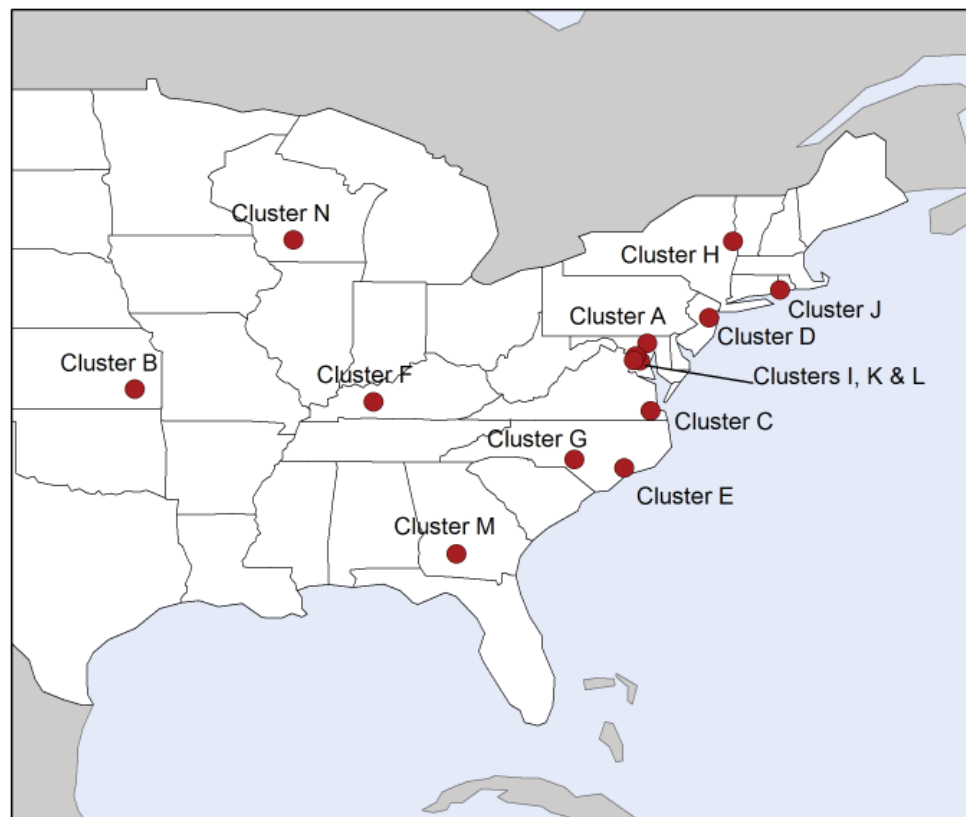 Cluster N
Cluster H
Cluster J
Cluster A
Cluster D
Cluster B
Cluster F
Clusters I, K & L
Cluster C
Cluster G
Cluster E
Cluster M